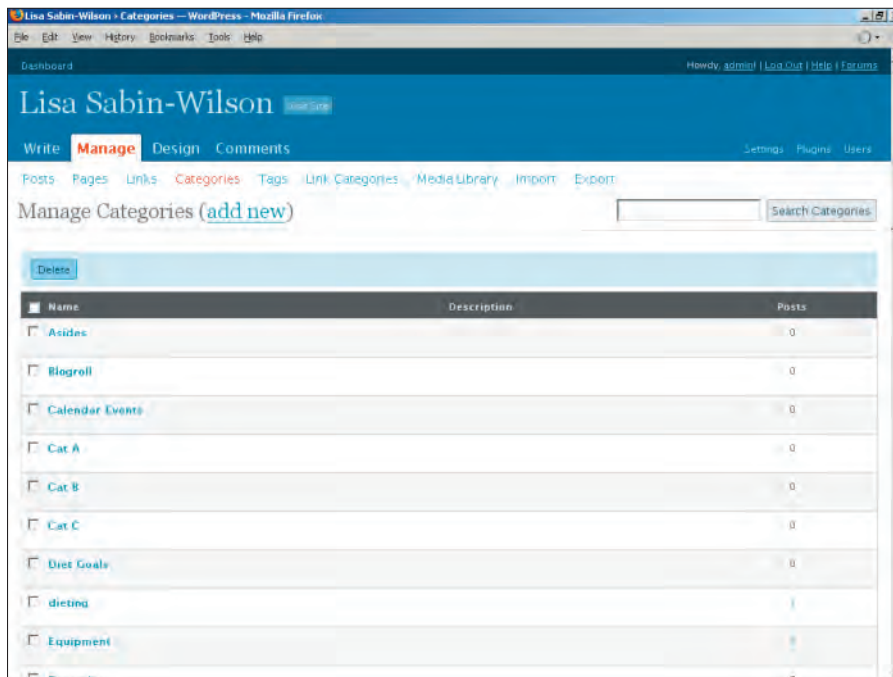 Lisa Sabin-Wilson › Categories — WordPress - Mozilla Firefox
File Edit View History Bookmarks Tools Help
Dashboard
Howdy, admin! | Log Out | Help | Forums
Lisa Sabin-Wilson Visit Site
Write Manage Design Comments
Settings Plugins Users
Posts Pages Links Categories Tags Link Categories Media Library Import Export
Manage Categories (add new)
Search Categories
Delete
Name Description Posts
Asides 0
Blogroll 0
Calendar Events 0
Cat A 0
Cat B 0
Cat C 0
Diet Goals 0
dieting 1
Equipment